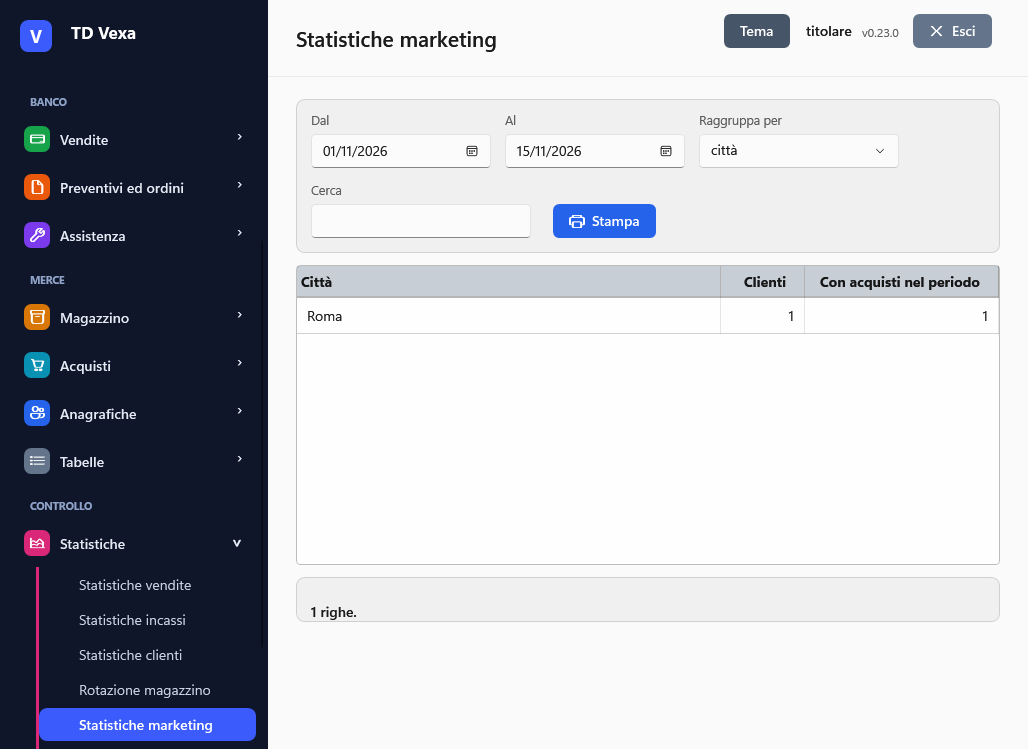 V
TD Vexa
BANCO
Vendite
Preventivi ed ordini
Assistenza
MERCE
Magazzino
Acquisti
Anagrafiche
Tabelle
CONTROLLO
Statistiche
Statistiche vendite
Statistiche incassi
Statistiche clienti
Rotazione magazzino
Statistiche marketing
Statistiche marketing
Tema
titolare
v0.23.0
Esci
Dal
Al
Raggruppa per
01/11/2026
15/11/2026
città
Cerca
Stampa
Città
Clienti
Con acquisti nel periodo
Roma
1
1
1 righe.